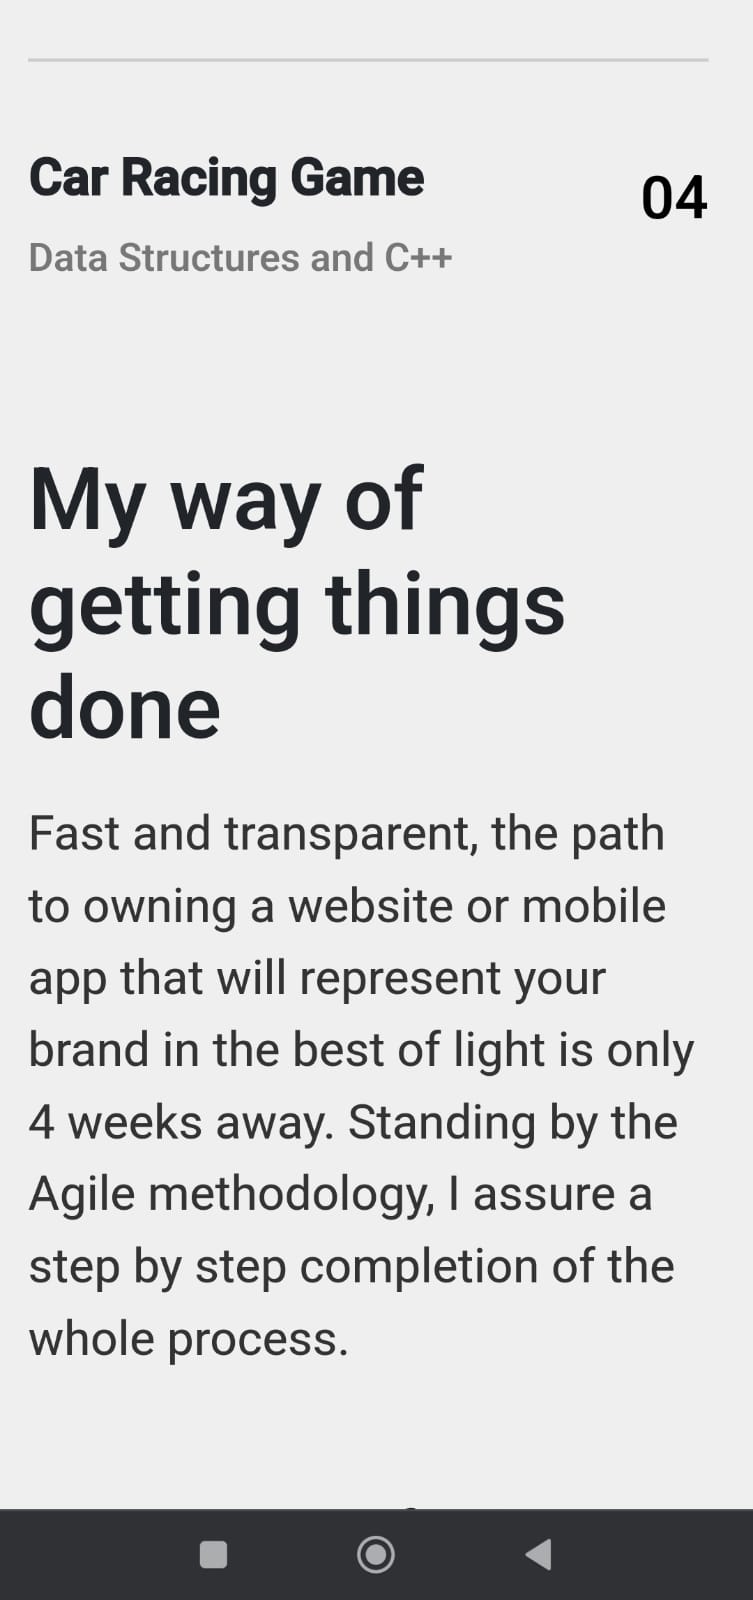 Car Racing Game
04
Data Structures and C++
My way of
getting things
done
Fast and transparent, the path
to owning a website or mobile
app that will represent your
brand in the best of light is only
4 weeks away. Standing by the
Agile methodology, I assure a
step by step completion of the
whole process.